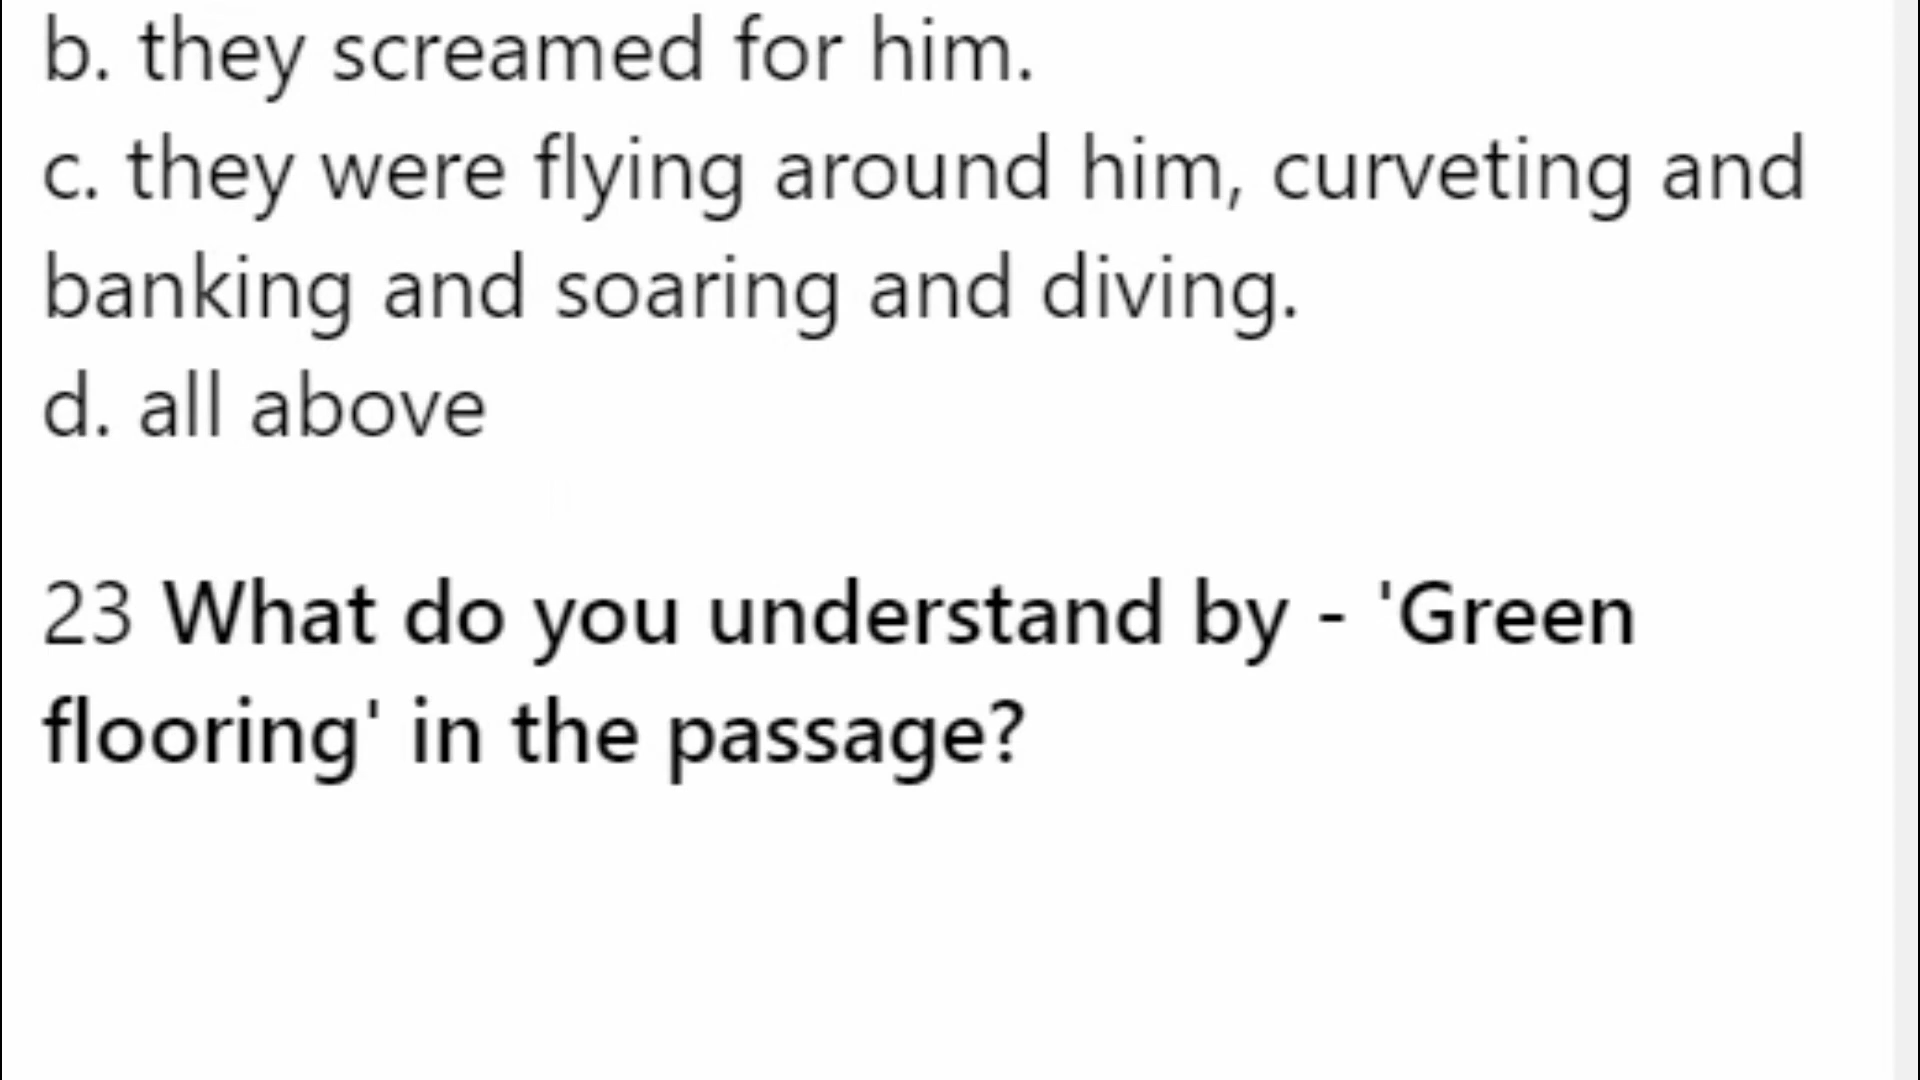 b. they screamed for him.
c. they were flying around him, curveting and
banking and soaring and diving.
d. all above
23 What do you understand by - 'Green
flooring' in the passage?